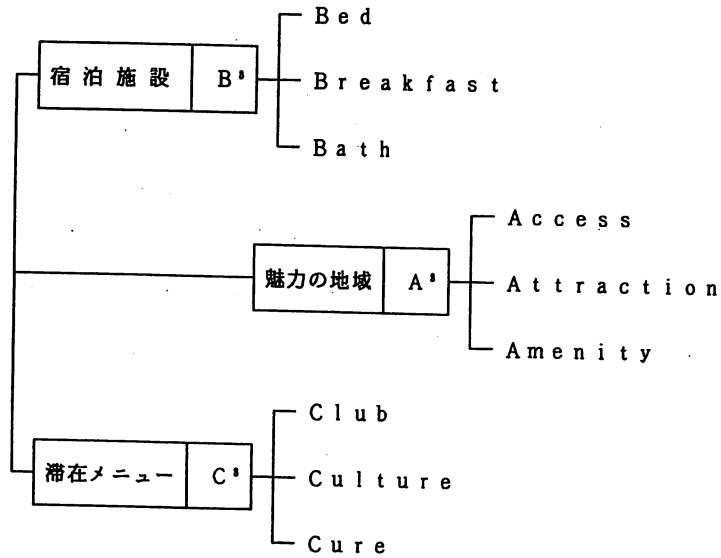 宿泊施設 B³
Bed
Breakfast
Bath
魅力の地域 A³
Access
Attraction
Amenity
滞在メニュー C³
Club
Culture
Cure